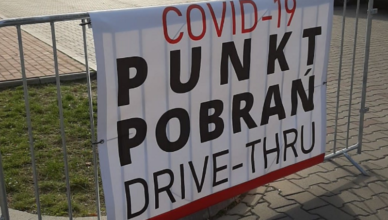 COVID-19
PUNKT
POBRAŃ
DRIVE-THRU